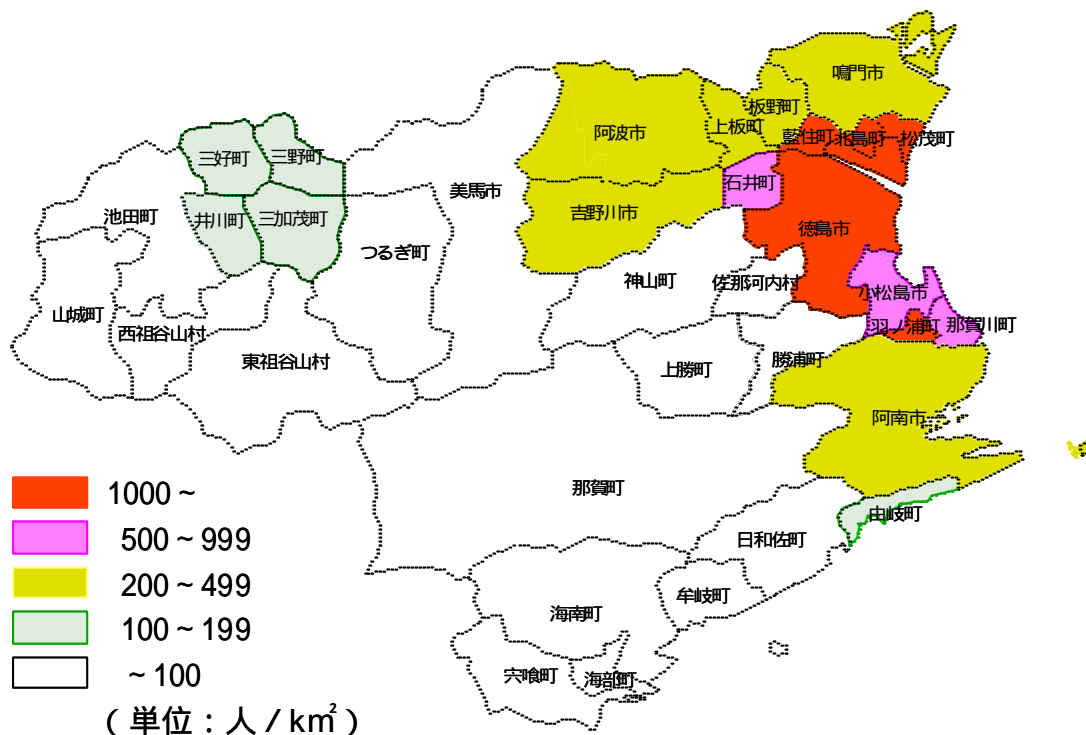 鳴門市
板野町
上板町
阿波市
藍住町
北島町
松茂町
三好町
三野町
石井町
美馬市
吉野川市
池田町
井川町
三加茂町
徳島市
つるぎ町
神山町
佐那河内村
小松島市
山城町
西祖谷山村
羽ノ浦町
那賀川町
東祖谷山村
上勝町
勝浦町
阿南市
那賀町
由岐町
日和佐町
牟岐町
海南町
宍喰町
海部町
1000~
500~999
200~499
100~199
~100
(単位:人/km²)